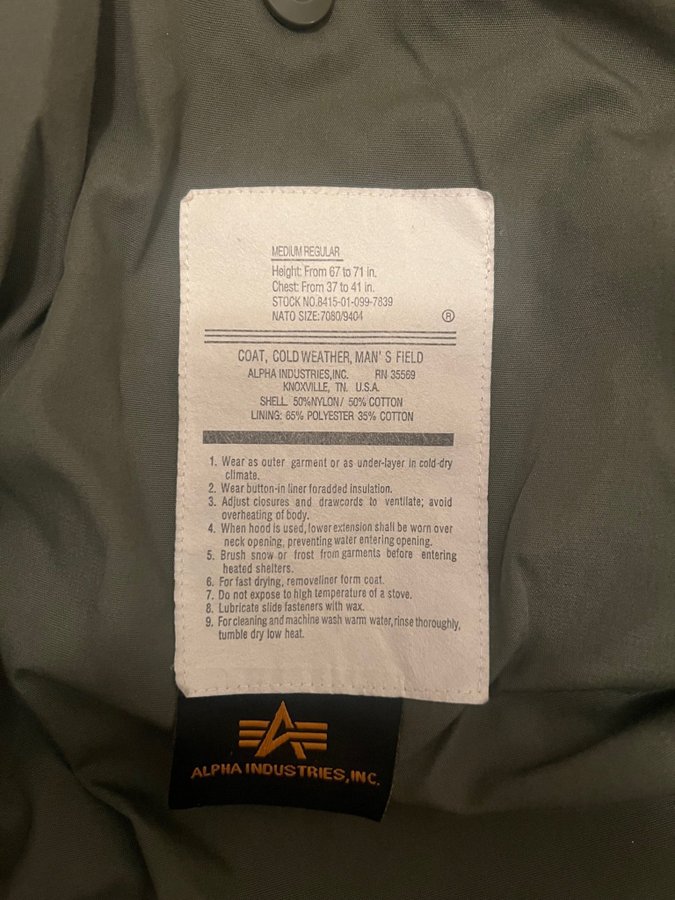 MEDIUM REGULAR
Height: From 67 to 71 in.
Chest: From 37 to 41 in.
STOCK NO.8415-01-099-7839
NATO SIZE:7080/9404 ®
COAT, COLD WEATHER, MAN' S FIELD
ALPHA INDUSTRIES,INC. RN 35569
KNOXVILLE, TN. U.S.A.
SHELL. 50%NYLON/ 50% COTTON
LINING: 65% POLYESTER 35% COTTON
1. Wear as outer garment or as under-layer in cold-dry
climate.
2. Wear button-in liner foradded insulation.
3. Adjust closures and drawcords to ventilate; avoid
overheating of body.
4. When hood is used, lower extension shall be worn over
neck opening, preventing water entering opening.
5. Brush snow or frost from garments before entering
heated shelters.
6. For fast drying, removeliner form coat.
7. Do not expose to high temperature of a stove.
8. Lubricate slide fasteners with wax.
9. For cleaning and machine wash warm water, rinse thoroughly,
tumble dry low heat.
ALPHA INDUSTRIES, INC.